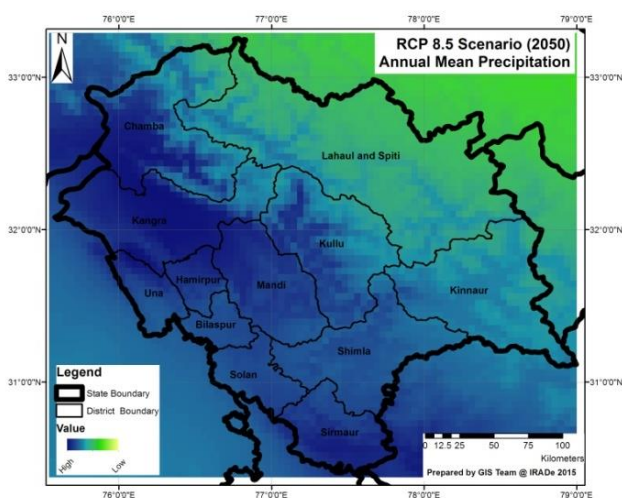 76°0'0"E 77°0'0"E 78°0'0"E 79°0'0"E
N
RCP 8.5 Scenario (2050)
Annual Mean Precipitation
33°0'0"N
33°0'0"N
Chamba
Lahaul and Spiti
Kangra
32°0'0"N
32°0'0"N
Kullu
Hamirpur
Mandi
Una
Kinnaur
Bilaspur
Shimla
Legend
State Boundary
District Boundary
Value
High
Low
Solan
31°0'0"N
31°0'0"N
Sirmaur
0 12.5 25 50 75 100
Kilometers
Prepared by GIS Team @ IRADe 2015
76°0'0"E 77°0'0"E 78°0'0"E 79°0'0"E